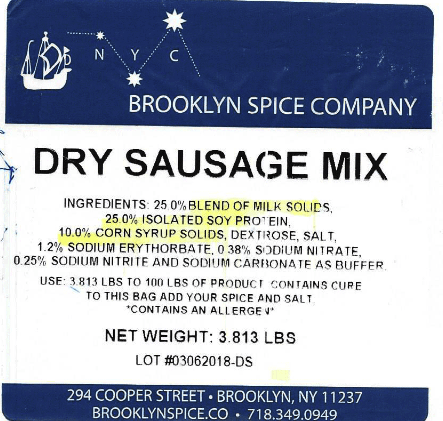 N Y C
BROOKLYN SPICE COMPANY
DRY SAUSAGE MIX
INGREDIENTS: 25.0% BLEND OF MILK SOLIDS,
25.0% ISOLATED SOY PROTEIN,
10.0% CORN SYRUP SOLIDS, DEXTROSE, SALT,
1.2% SODIUM ERYTHORBATE, 0.38% SODIUM NITRATE,
0.25% SODIUM NITRITE AND SODIUM CARBONATE AS BUFFER.
USE: 3.813 LBS TO 100 LBS OF PRODUCT. CONTAINS CURE
TO THIS BAG ADD YOUR SPICE AND SALT.
*CONTAINS AN ALLERGEN*
NET WEIGHT: 3.813 LBS
LOT #03062018-DS
294 COOPER STREET • BROOKLYN, NY 11237
BROOKLYNSPICE.CO • 718.349.0949